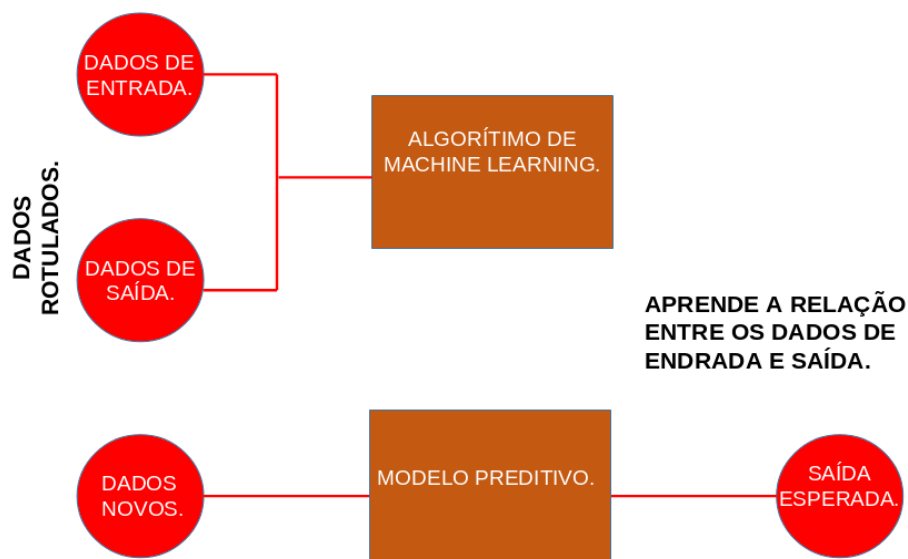 DADOS DE
ENTRADA.
ALGORÍTIMO DE
MACHINE LEARNING.
DADOS
ROTULADOS.
DADOS DE
SAÍDA.
APRENDE A RELAÇÃO
ENTRE OS DADOS DE
ENDRADA E SAÍDA.
DADOS
NOVOS.
MODELO PREDITIVO.
SAÍDA
ESPERADA.